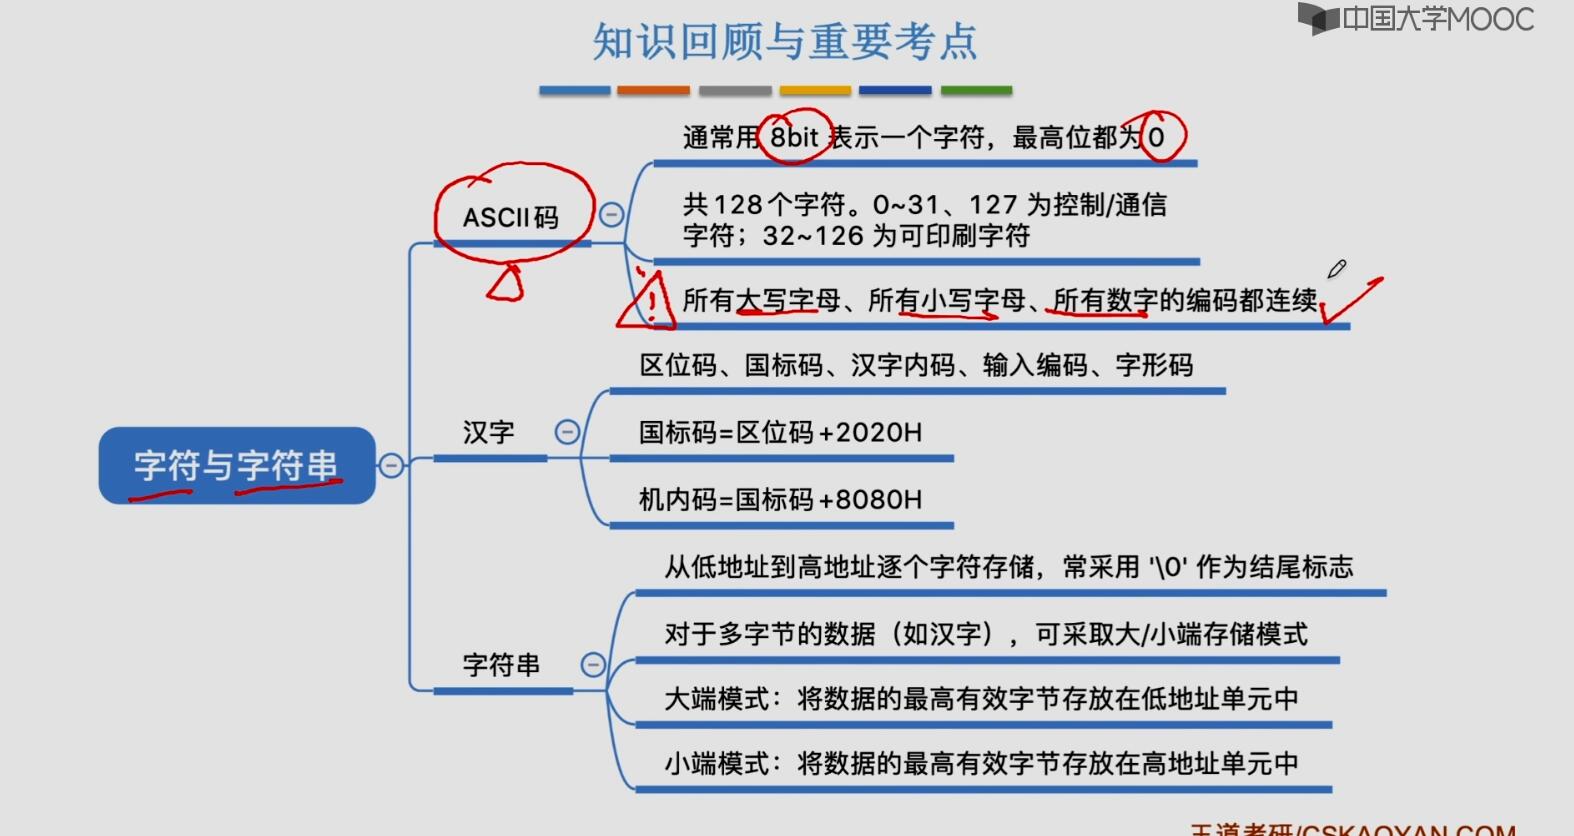 中国大学MOOC
知识回顾与重要考点
通常用 8bit 表示一个字符，最高位都为 0
ASCII码
共128个字符。0~31、127 为控制/通信
字符；32~126 为可印刷字符
所有大写字母、所有小写字母、所有数字的编码都连续
区位码、国标码、汉字内码、输入编码、字形码
汉字
国标码=区位码+2020H
字符与字符串
机内码=国标码+8080H
从低地址到高地址逐个字符存储，常采用 '\0' 作为结尾标志
对于多字节的数据（如汉字），可采取大/小端存储模式
字符串
大端模式：将数据的最高有效字节存放在低地址单元中
小端模式：将数据的最高有效字节存放在高地址单元中
王道考研/CSKAOYAN.COM